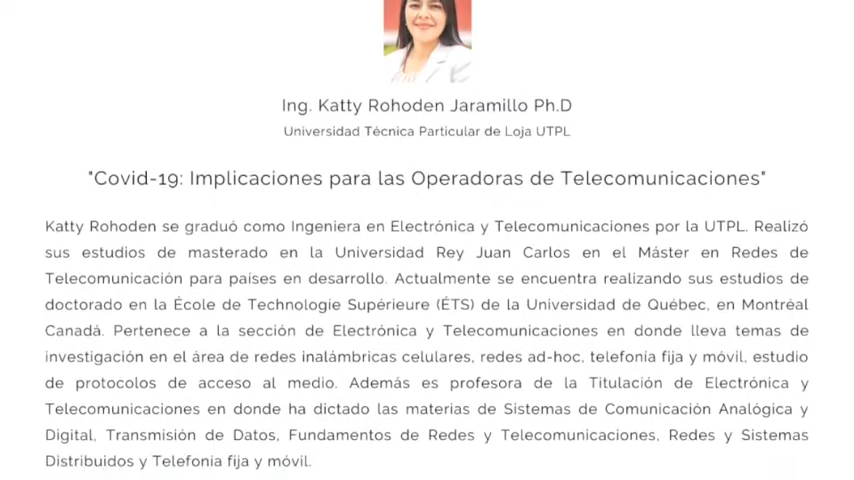 Ing. Katty Rohoden Jaramillo Ph.D
Universidad Técnica Particular de Loja UTPL
"Covid-19: Implicaciones para las Operadoras de Telecomunicaciones"
Katty Rohoden se graduó como Ingeniera en Electrónica y Telecomunicaciones por la UTPL. Realizó
sus estudios de masterado en la Universidad Rey Juan Carlos en el Máster en Redes de
Telecomunicación para países en desarrollo. Actualmente se encuentra realizando sus estudios de
doctorado en la École de Technologie Supérieure (ÉTS) de la Universidad de Québec, en Montréal
Canadá. Pertenece a la sección de Electrónica y Telecomunicaciones en donde lleva temas de
investigación en el área de redes inalámbricas celulares, redes ad-hoc, telefonía fija y móvil, estudio
de protocolos de acceso al medio. Además es profesora de la Titulación de Electrónica y
Telecomunicaciones en donde ha dictado las materias de Sistemas de Comunicación Analógica y
Digital, Transmisión de Datos, Fundamentos de Redes y Telecomunicaciones, Redes y Sistemas
Distribuidos y Telefonía fija y móvil.